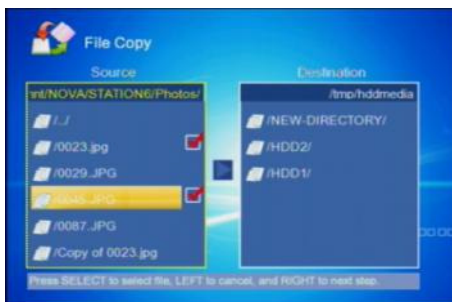 File Copy
Source
Destination
mnt/NOVA/STATION6/Photos/
/tmp/hddmedia
/../
/0023.jpg
/0029.JPG
/0045.JPG
/0087.JPG
/Copy of 0023.jpg
/NEW-DIRECTORY/
/HDD2/
/HDD1/
Press SELECT to select file, LEFT to cancel, and RIGHT to next step.